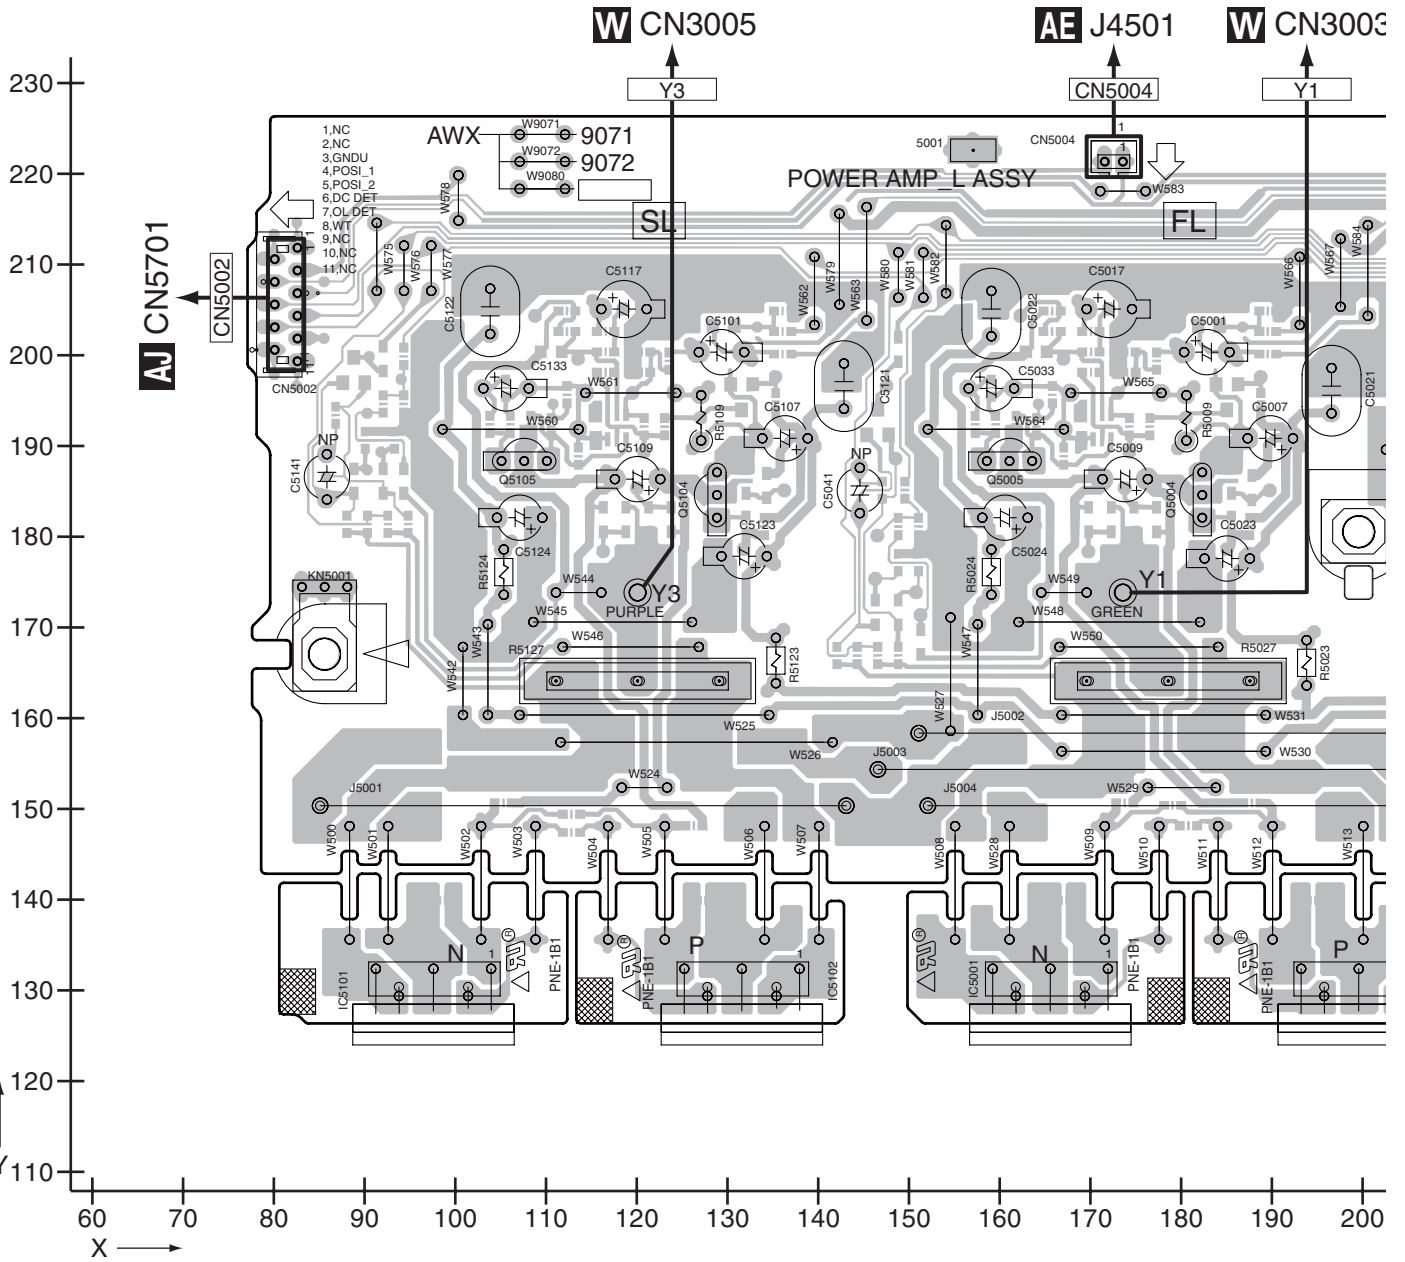 W CN3005
AE J4501
W CN3003
Y3
CN5004
Y1
230
220
210
200
190
180
170
160
150
140
130
120
110
1,NC
2,NC
3,GNDU
4,POSI_1
5,POSI_2
6,DC DET
7,OL DET
8,WT
9,NC
10,NC
11,NC
AWX
W9071
9071
W9072
9072
W9080
5001
CN5004
1
1
POWER AMP_L ASSY
W583
W578
SL
FL
AJ CN5701
CN5002
CN5002
1
11
W575
W576
W577
C5122
C5117
C5101
W562
W579
W563
W580
W581
W582
C5022
C5017
C5001
W566
W567
W584
C5133
W561
R5109
C5107
C5121
C5033
W565
R5009
C5007
C5021
W560
W564
NP
C5141
Q5105
C5109
Q5104
NP
C5041
Q5005
C5009
Q5004
C5124
C5123
C5024
C5023
R5124
R5024
KN5001
W544
Y3
PURPLE
W549
Y1
GREEN
W545
W548
W543
W546
W547
W550
W542
R5127
R5123
R5027
R5023
W525
W527
J5002
W531
W526
J5003
W530
J5001
W524
J5004
W529
W500
W501
W502
W503
W504
W505
W506
W507
W508
W528
W509
W510
W511
W512
W513
N
P
N
P
1
1
1
IC5101
PNE-1B1
PNE-1B1
IC5102
IC5001
PNE-1B1
PNE-1B1
R
R
R
R
Y
60 70 80 90 100 110 120 130 140 150 160 170 180 190 200
X